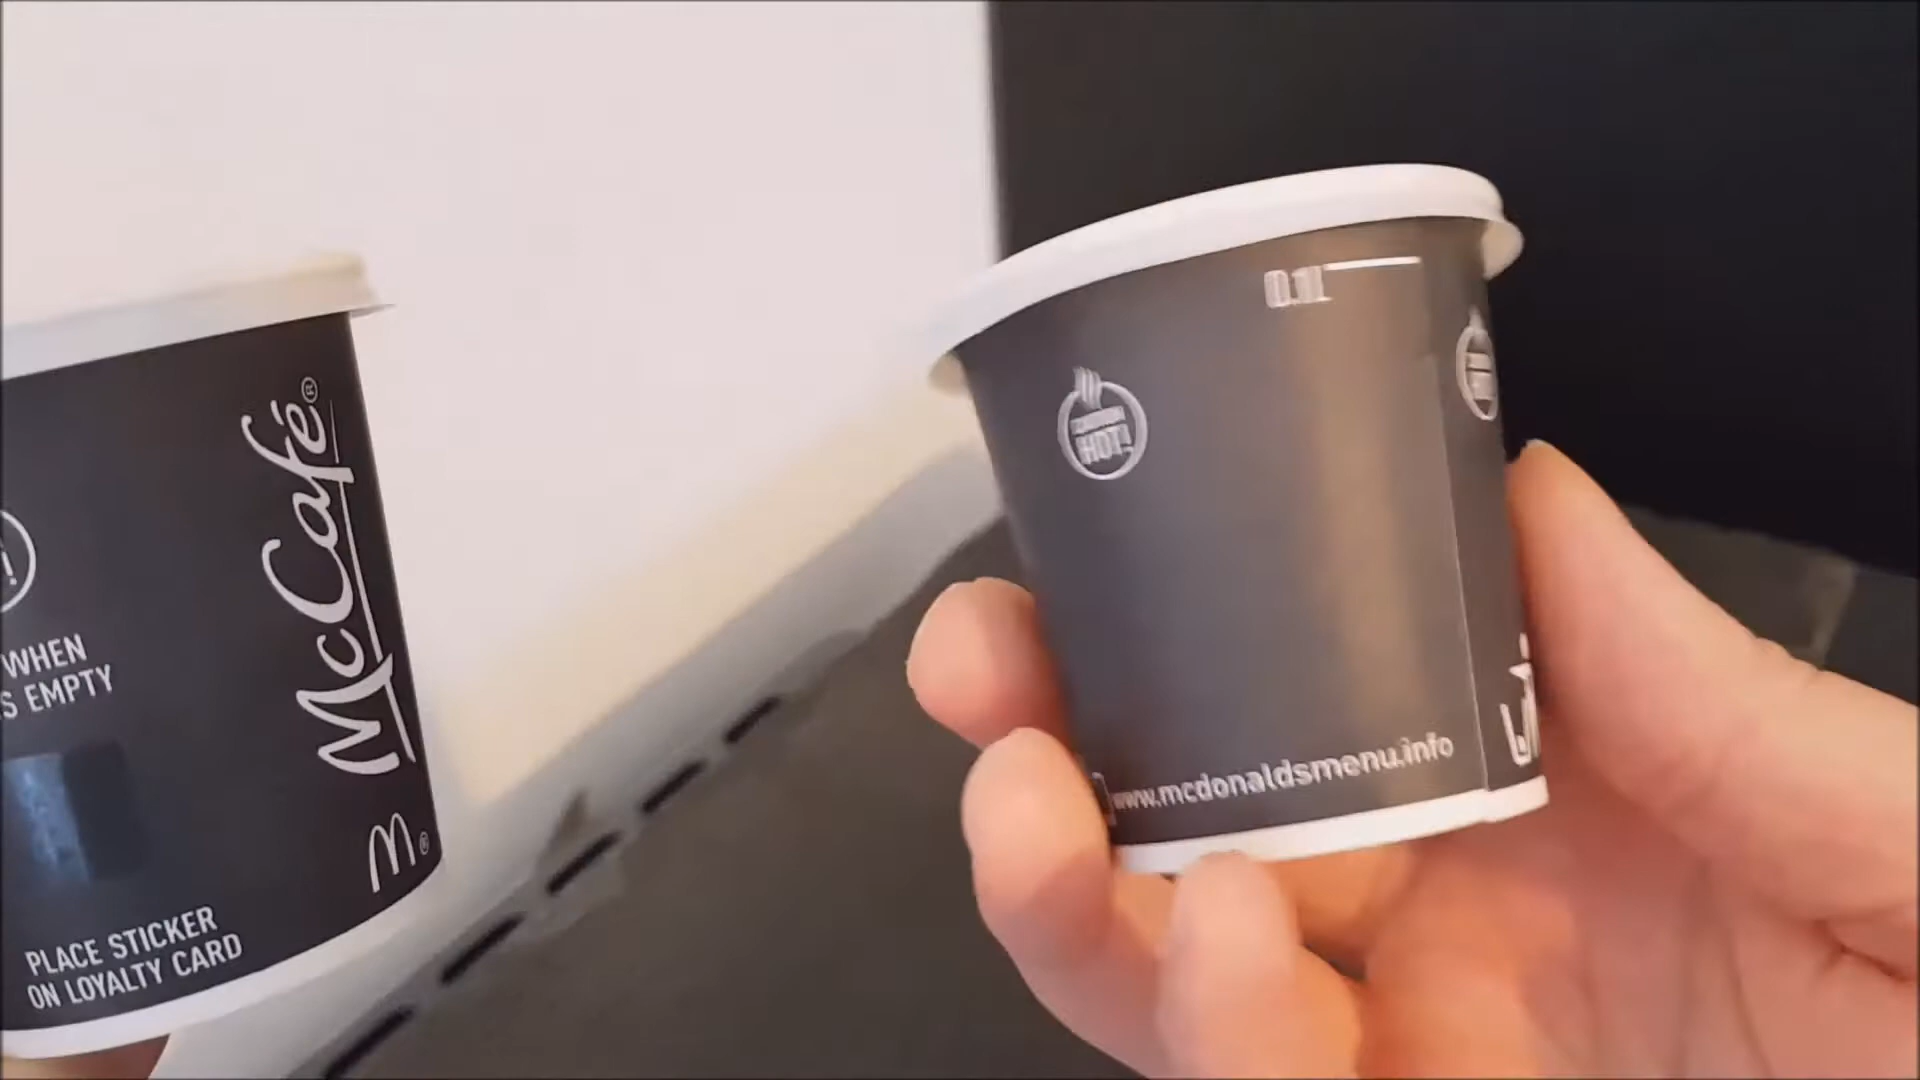 McCafé®
WHEN
S EMPTY
PLACE STICKER
ON LOYALTY CARD
0.1L
HOT!
www.mcdonaldsmenu.info